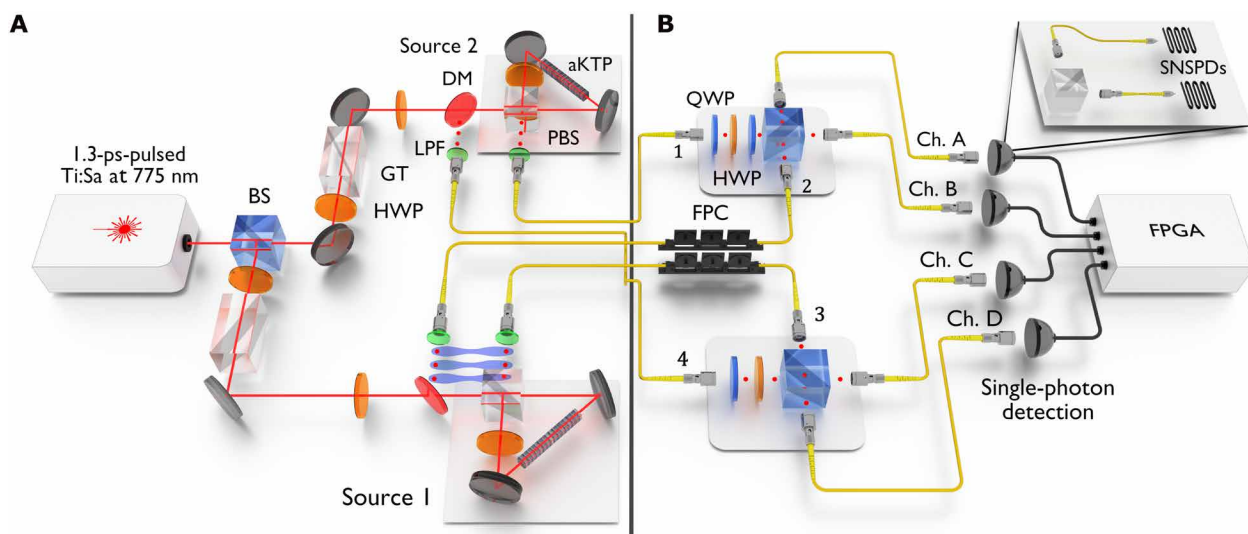 A
B
Source 2
aKTP
DM
SNSPDs
QWP
PBS
LPF
1
Ch. A
1.3-ps-pulsed
Ti:Sa at 775 nm
GT
BS
HWP
HWP
2
Ch. B
FPC
FPGA
Ch. C
3
Ch. D
4
Single-photon
detection
Source 1